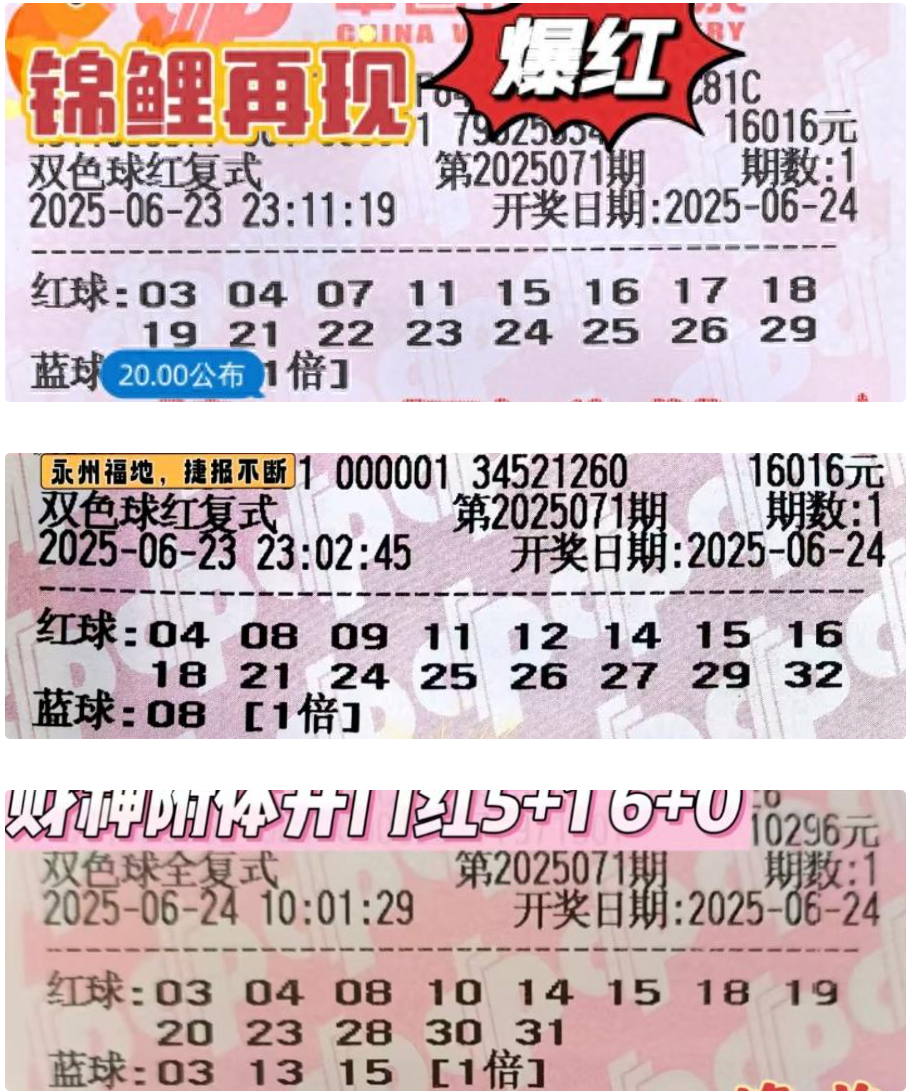 CHINA W
RY
锦鲤再现
爆红
C81C
16016元
双色球红复式 第2025071期 期数:1
2025-06-23 23:11:19 开奖日期:2025-06-24
红球:03 04 07 11 15 16 17 18
19 21 22 23 24 25 26 29
蓝球
20.00公布
1倍]
永州福地，捷报不断
1 000001 34521260 16016元
双色球红复式 第2025071期 期数:1
2025-06-23 23:02:45 开奖日期:2025-06-24
红球:04 08 09 11 12 14 15 16
18 21 24 25 26 27 29 32
蓝球:08 [1倍]
财神附体开门红5+1 6+0
10296元
双色球全复式 第2025071期 期数:1
2025-06-24 10:01:29 开奖日期:2025-06-24
红球:03 04 08 10 14 15 18 19
20 23 28 30 31
蓝球:03 13 15 [1倍]